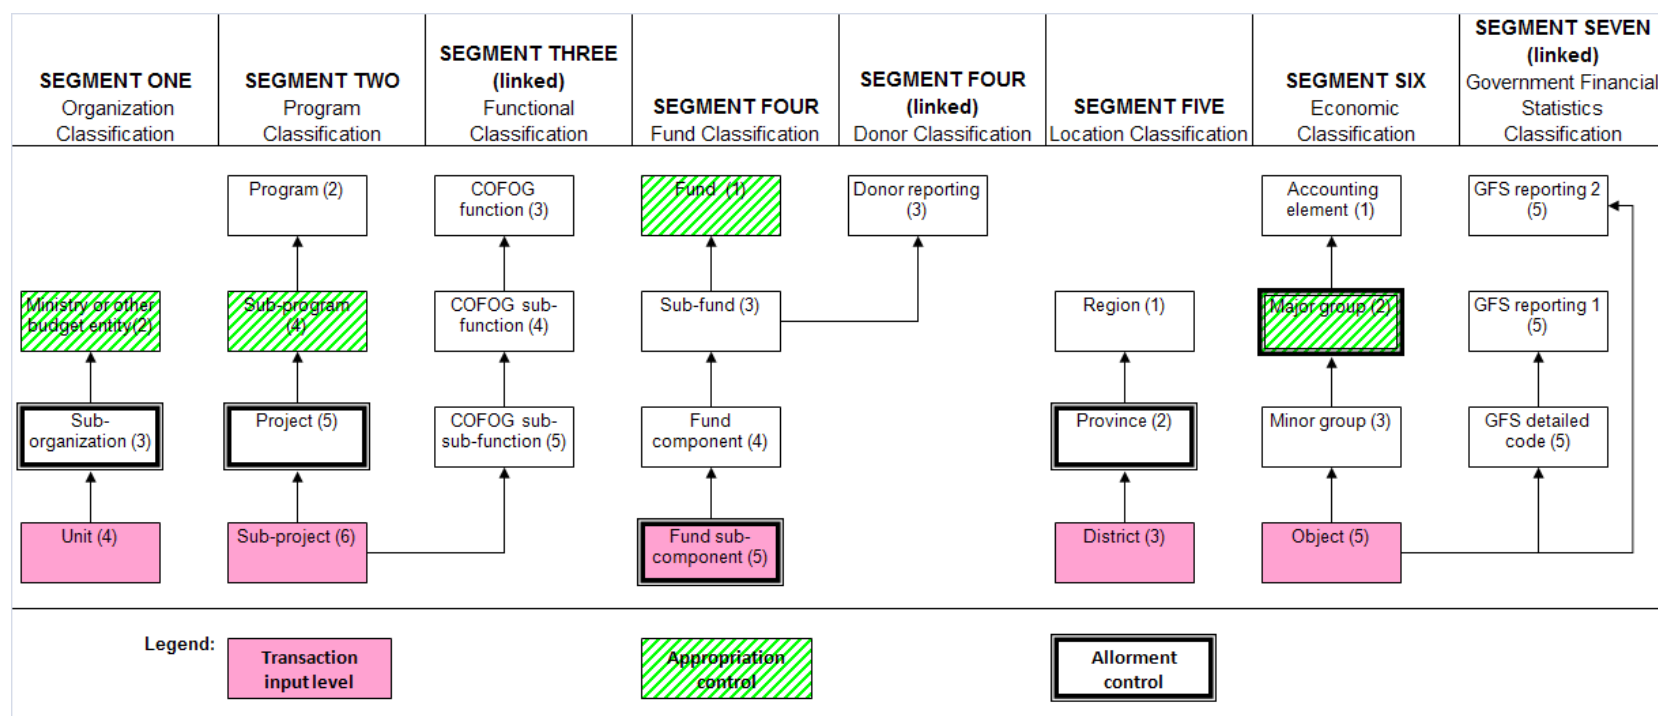 SEGMENT ONE
Organization
Classification
SEGMENT TWO
Program
Classification
SEGMENT THREE
(linked)
Functional
Classification
SEGMENT FOUR
Fund Classification
SEGMENT FOUR
(linked)
Donor Classification
SEGMENT FIVE
Location Classification
SEGMENT SIX
Economic
Classification
SEGMENT SEVEN
(linked)
Government Financial
Statistics
Classification
Program (2)
COFOG
function (3)
Fund (1)
Donor reporting
(3)
Accounting
element (1)
GFS reporting 2
(5)
Ministry or other
budget entity(2)
Sub-program
(4)
COFOG sub-
function (4)
Sub-fund (3)
Region (1)
Major group (2)
GFS reporting 1
(5)
Sub-
organization (3)
Project (5)
COFOG sub-
sub-function (5)
Fund
component (4)
Province (2)
Minor group (3)
GFS detailed
code (5)
Unit (4)
Sub-project (6)
Fund sub-
component (5)
District (3)
Object (5)
Legend:
Transaction
input level
Appropriation
control
Allorment
control